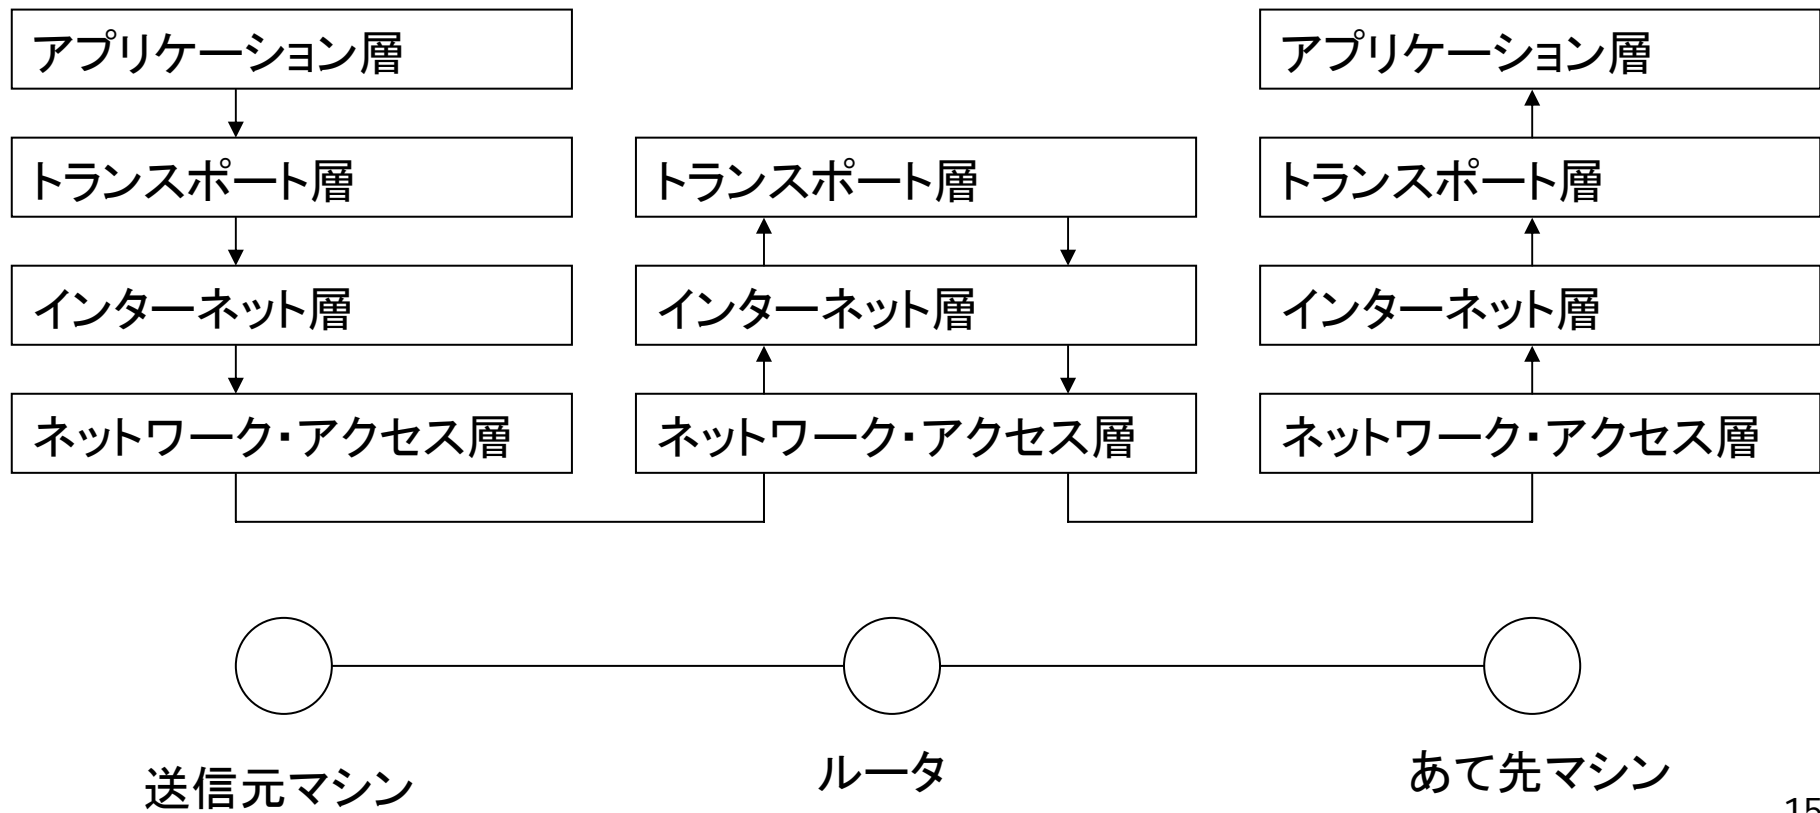 アプリケーション層
アプリケーション層
トランスポート層
トランスポート層
トランスポート層
インターネット層
インターネット層
インターネット層
ネットワーク・アクセス層
ネットワーク・アクセス層
ネットワーク・アクセス層
送信元マシン
ルータ
あて先マシン
15